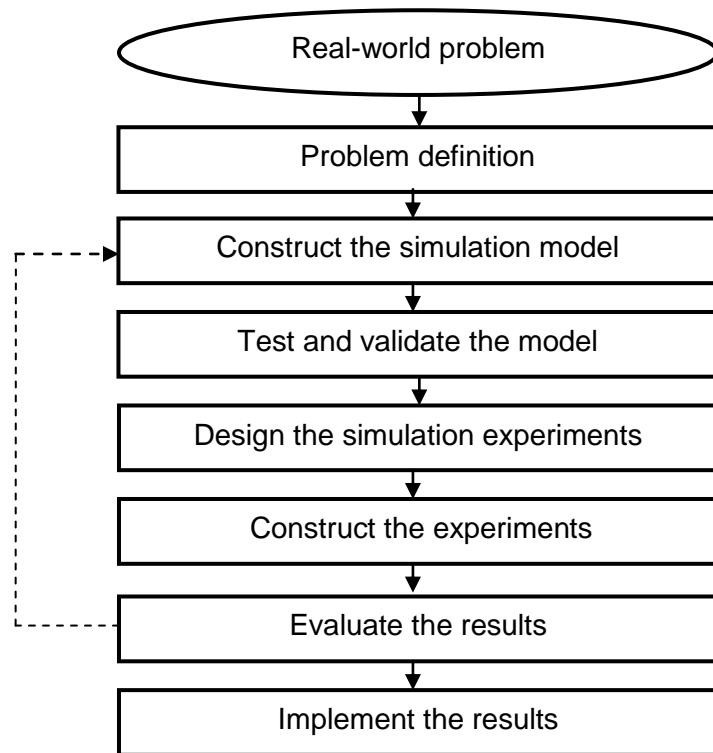 Real-world problem
Problem definition
Construct the simulation model
Test and validate the model
Design the simulation experiments
Construct the experiments
Evaluate the results
Implement the results